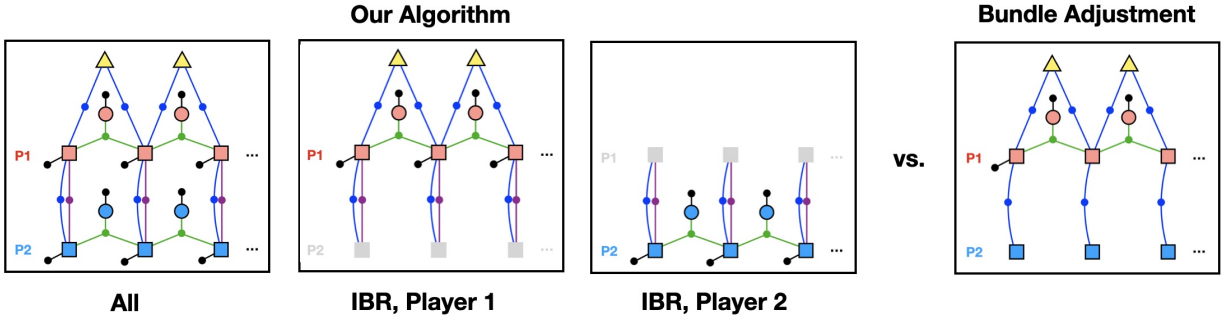 Our Algorithm
Bundle Adjustment
P1
...
P1
...
P1
...
vs.
P1
...
P2
...
P2
...
P2
...
P2
...
All
IBR, Player 1
IBR, Player 2